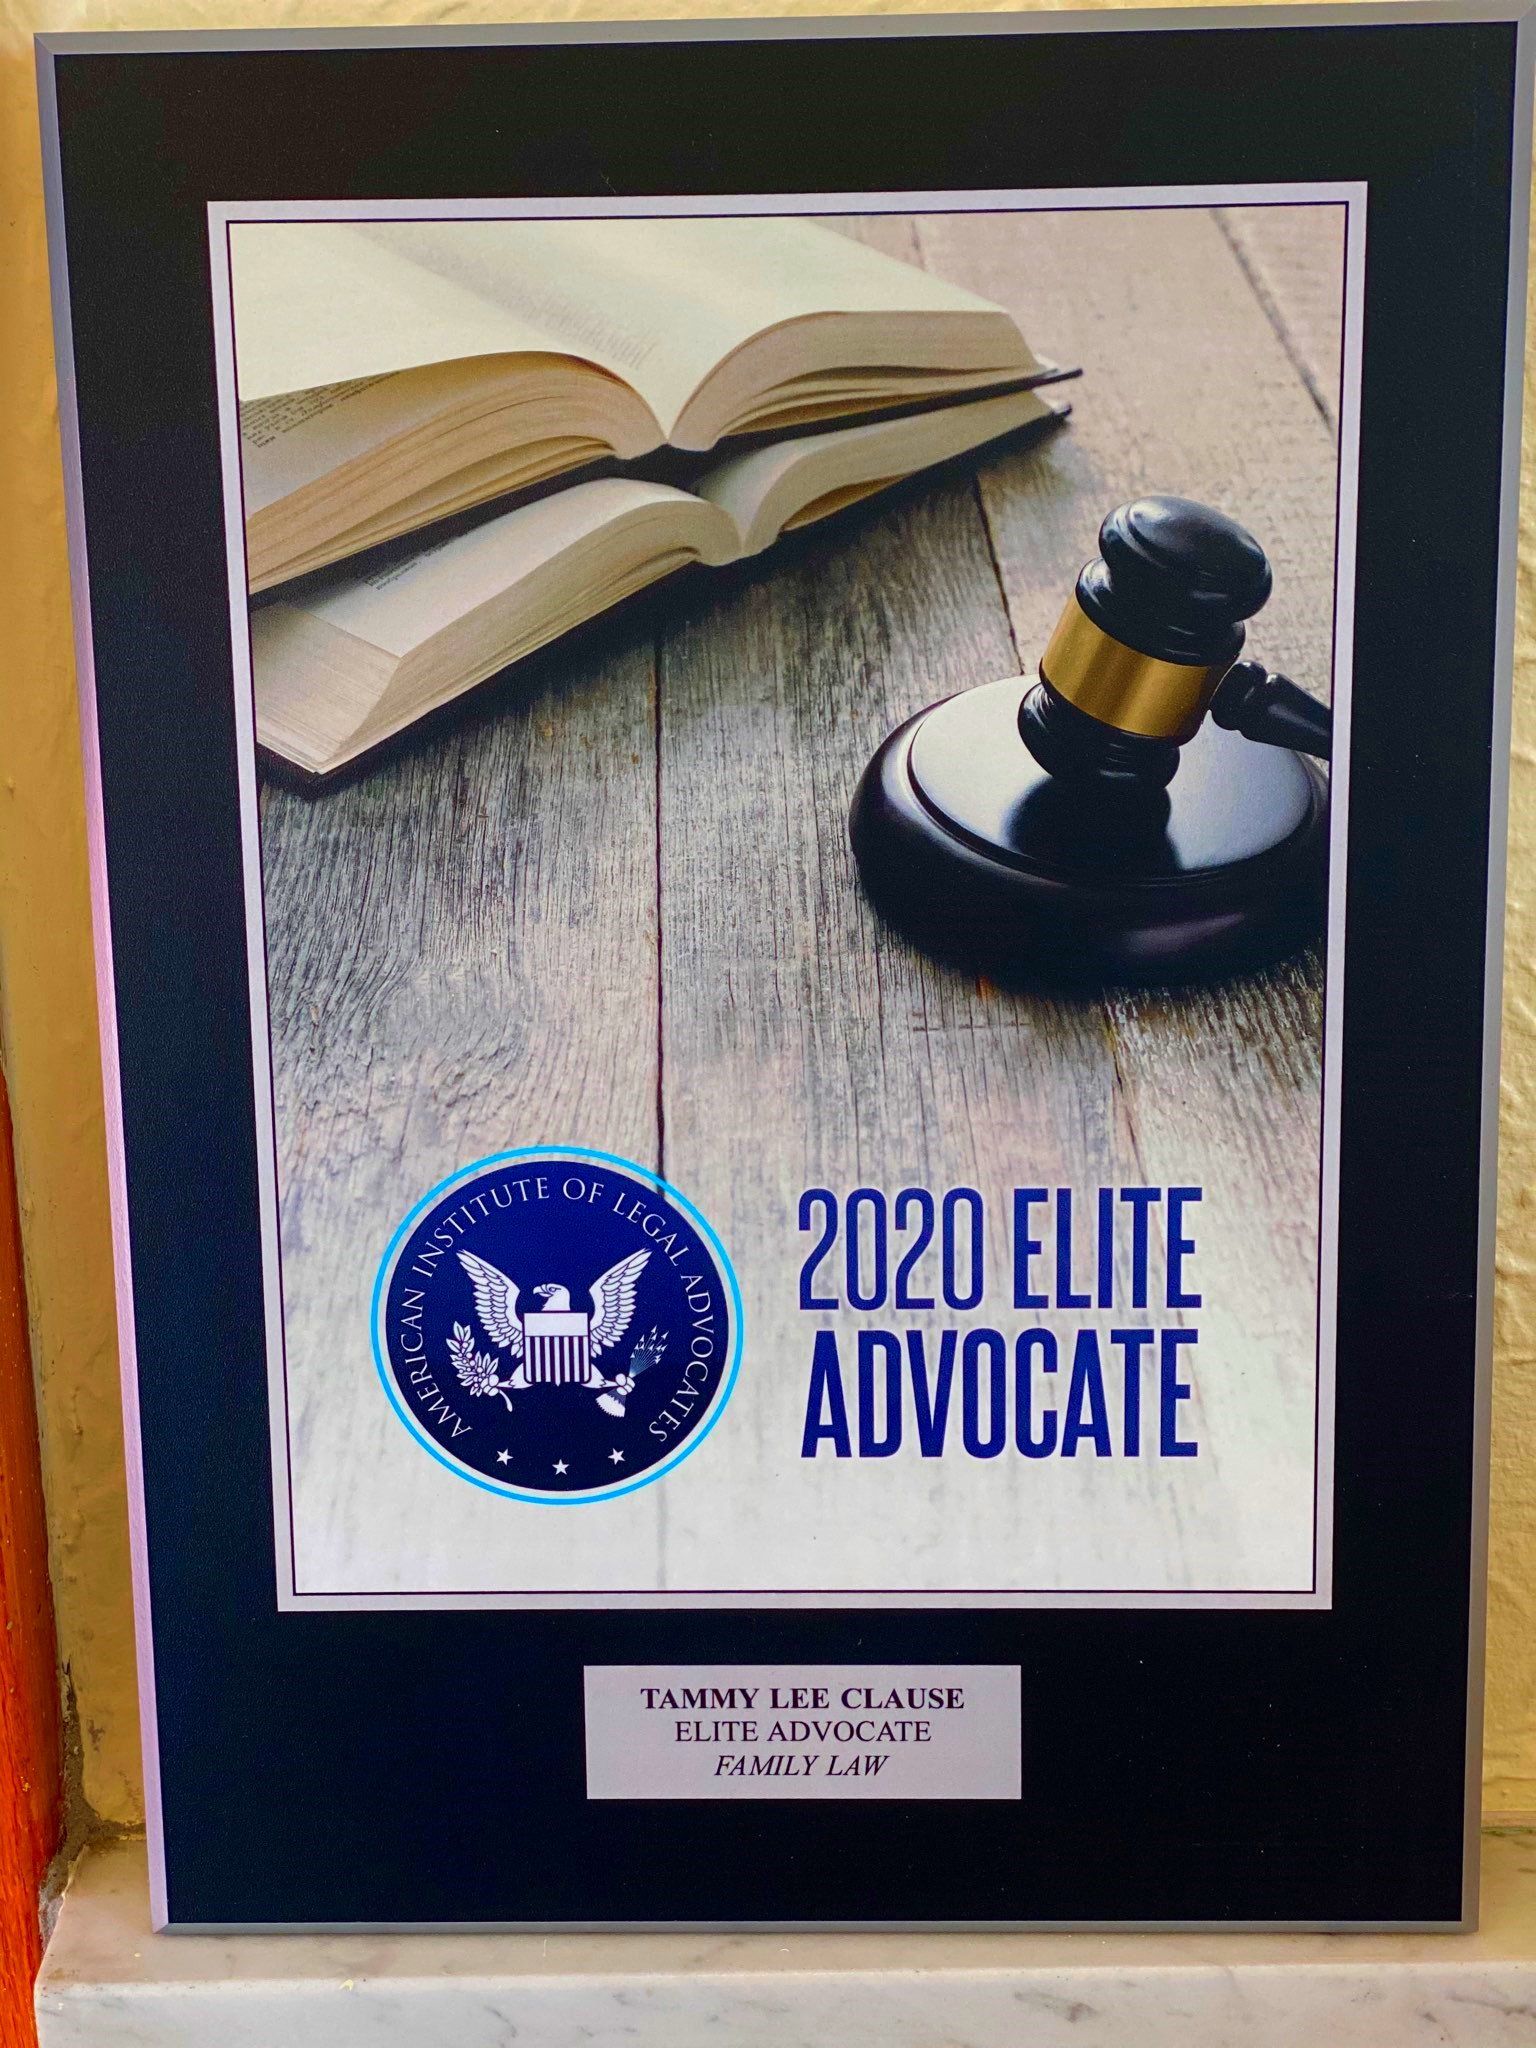 AMERICAN INSTITUTE OF LEGAL ADVOCATES
2020 ELITE
ADVOCATE
TAMMY LEE CLAUSE
ELITE ADVOCATE
FAMILY LAW